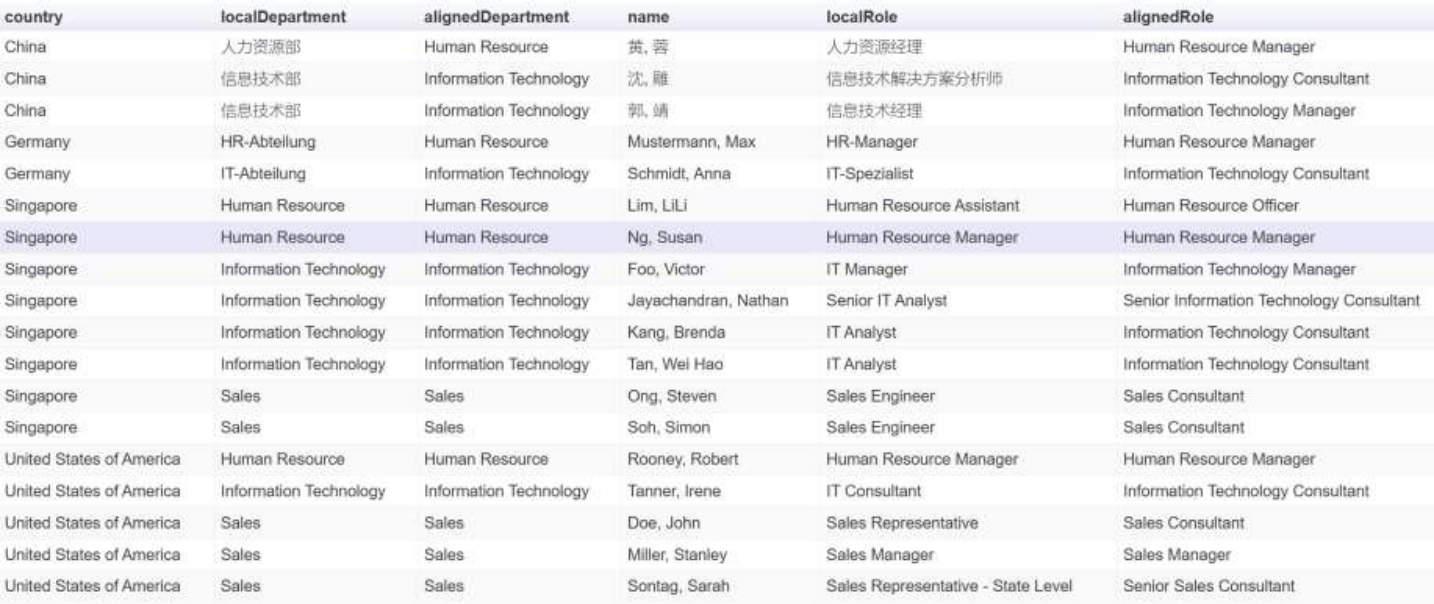 country localDepartment alignedDepartment name localRole alignedRole
China 人力资源部 Human Resource 黄, 蓉 人力资源经理 Human Resource Manager
China 信息技术部 Information Technology 沈, 雕 信息技术解决方案分析师 Information Technology Consultant
China 信息技术部 Information Technology 郭, 靖 信息技术经理 Information Technology Manager
Germany HR-Abteilung Human Resource Mustermann, Max HR-Manager Human Resource Manager
Germany IT-Abteilung Information Technology Schmidt, Anna IT-Spezialist Information Technology Consultant
Singapore Human Resource Human Resource Lim, LiLi Human Resource Assistant Human Resource Officer
Singapore Human Resource Human Resource Ng, Susan Human Resource Manager Human Resource Manager
Singapore Information Technology Information Technology Foo, Victor IT Manager Information Technology Manager
Singapore Information Technology Information Technology Jayachandran, Nathan Senior IT Analyst Senior Information Technology Consultant
Singapore Information Technology Information Technology Kang, Brenda IT Analyst Information Technology Consultant
Singapore Information Technology Information Technology Tan, Wei Hao IT Analyst Information Technology Consultant
Singapore Sales Sales Ong, Steven Sales Engineer Sales Consultant
Singapore Sales Sales Soh, Simon Sales Engineer Sales Consultant
United States of America Human Resource Human Resource Rooney, Robert Human Resource Manager Human Resource Manager
United States of America Information Technology Information Technology Tanner, Irene IT Consultant Information Technology Consultant
United States of America Sales Sales Doe, John Sales Representative Sales Consultant
United States of America Sales Sales Miller, Stanley Sales Manager Sales Manager
United States of America Sales Sales Sontag, Sarah Sales Representative - State Level Senior Sales Consultant